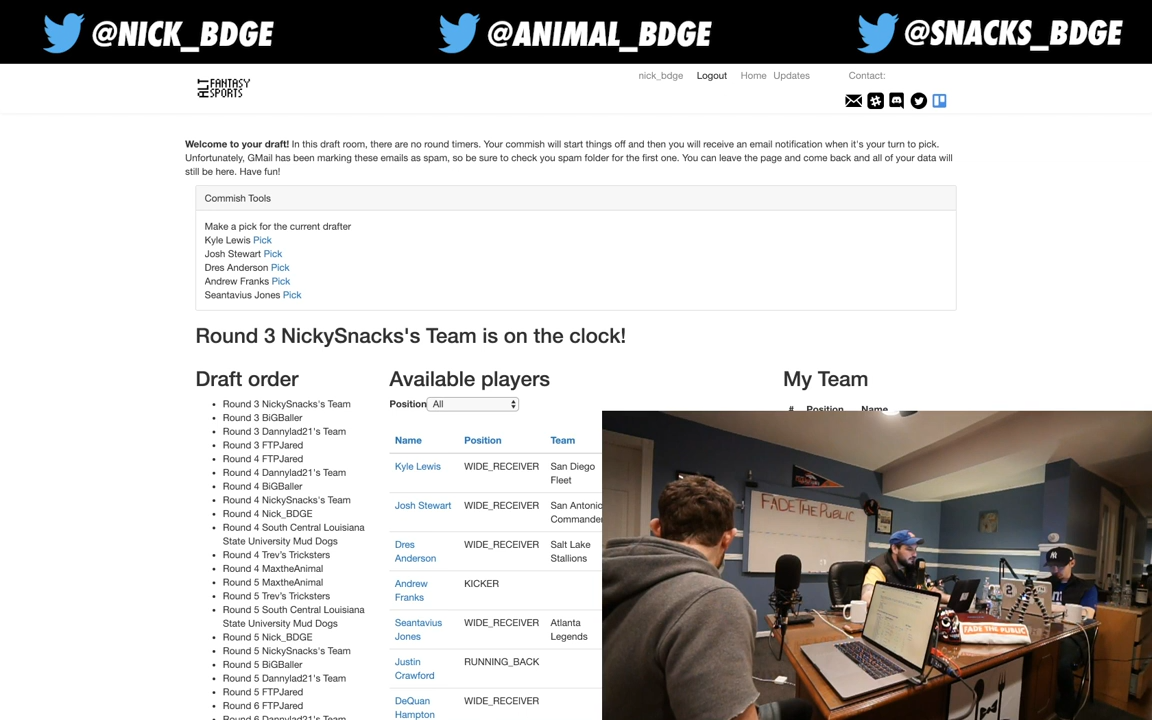 @NICK_BDGE @ANIMAL_BDGE @SNACKS_BDGE
ALT FANTASY SPORTS
nick_bdge Logout Home Updates Contact:
Welcome to your draft! In this draft room, there are no round timers. Your commish will start things off and then you will receive an email notification when it's your turn to pick.
Unfortunately, GMail has been marking these emails as spam, so be sure to check you spam folder for the first one. You can leave the page and come back and all of your data will
still be here. Have fun!
Commish Tools
Make a pick for the current drafter
Kyle Lewis Pick
Josh Stewart Pick
Dres Anderson Pick
Andrew Franks Pick
Seantavius Jones Pick
Round 3 NickySnacks's Team is on the clock!
Draft order
Round 3 NickySnacks's Team
Round 3 BiGBaller
Round 3 Dannylad21's Team
Round 3 FTPJared
Round 4 FTPJared
Round 4 Dannylad21's Team
Round 4 BiGBaller
Round 4 NickySnacks's Team
Round 4 Nick_BDGE
Round 4 South Central Louisiana
State University Mud Dogs
Round 4 Trev's Tricksters
Round 4 MaxtheAnimal
Round 5 MaxtheAnimal
Round 5 Trev's Tricksters
Round 5 South Central Louisiana
State University Mud Dogs
Round 5 Nick_BDGE
Round 5 NickySnacks's Team
Round 5 BiGBaller
Round 5 Dannylad21's Team
Round 5 FTPJared
Round 6 FTPJared
Round 6 Dannylad21's Team
Available players
Position All
Name Position Team
Kyle Lewis WIDE_RECEIVER San Diego
Fleet
Josh Stewart WIDE_RECEIVER San Antonio
Commander
Dres WIDE_RECEIVER Salt Lake
Anderson Stallions
Andrew KICKER
Franks
Seantavius WIDE_RECEIVER Atlanta
Jones Legends
Justin RUNNING_BACK
Crawford
DeQuan WIDE_RECEIVER
Hampton
My Team
# Position Name
FADE THE PUBLIC
FADE THE PUBLIC